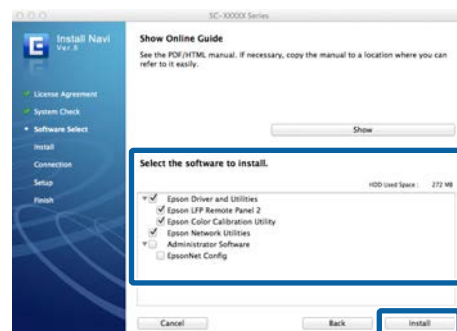 SC-XXXXX Series
E
Install Navi
Ver.8
License Agreement
System Check
Software Select
Install
Connection
Setup
Finish
Show Online Guide
See the PDF/HTML manual. If necessary, copy the manual to a location where you can
refer to it easily.
Show
Select the software to install.
HDD Used Space : 272 MB
Epson Driver and Utilities
Epson LFP Remote Panel 2
Epson Color Calibration Utility
Epson Network Utilities
Administrator Software
EpsonNet Config
Cancel
Back
Install